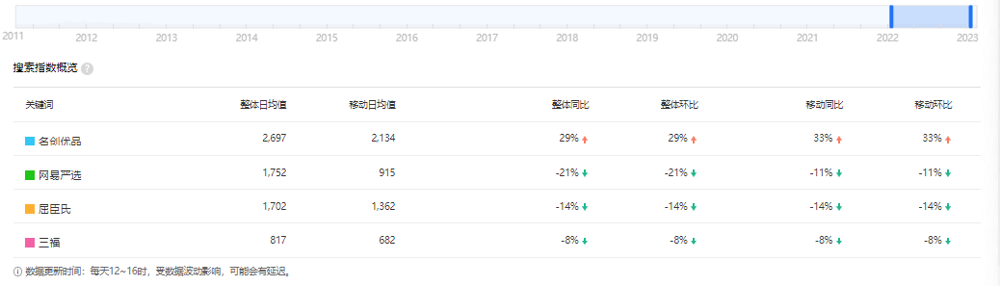 2011 2012 2013 2014 2015 2016 2017 2018 2019 2020 2021 2022 2023
搜索指数概览 ?
关键词 整体日均值 移动日均值 整体同比 整体环比 移动同比 移动环比
名创优品 2,697 2,134 29% 29% 33% 33%
网易严选 1,752 915 -21% -21% -11% -11%
屈臣氏 1,702 1,362 -14% -14% -14% -14%
三福 817 682 -8% -8% -8% -8%
数据更新时间：每天12~16时，受数据波动影响，可能会有延迟。